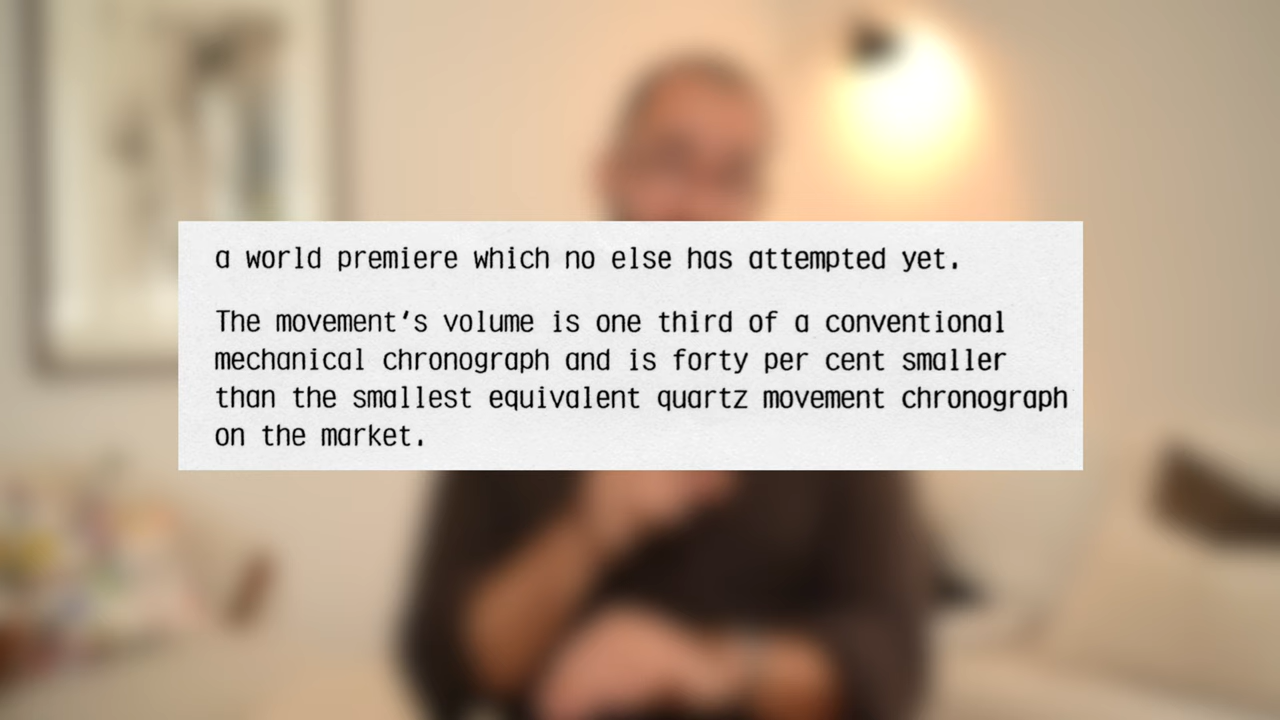 a world premiere which no else has attempted yet.
The movement's volume is one third of a conventional
mechanical chronograph and is forty per cent smaller
than the smallest equivalent quartz movement chronograph
on the market.